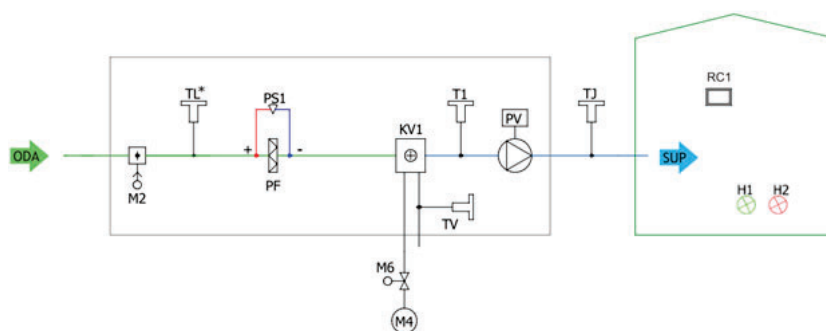 RC1
TL*
PS1
T1
TJ
PV
KV1
ODA
+
-
SUP
M2
PF
H1
H2
TV
M6
M4